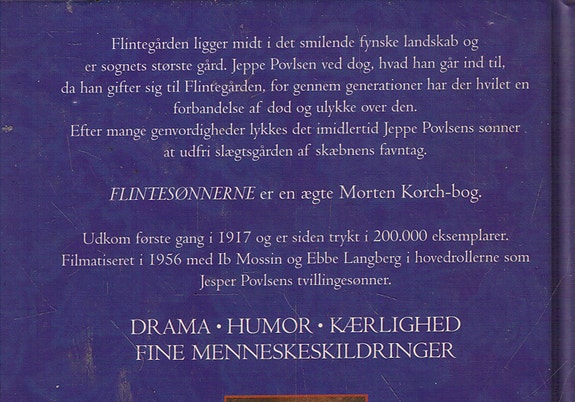 Flintegården ligger midt i det smilende fynske landskab og
er sognets største gård. Jeppe Povlsen ved dog, hvad han går ind til,
da han gifter sig til Flintegården, for gennem generationer har der hvilet en
forbandelse af død og ulykke over den.
Efter mange genvordigheder lykkes det imidlertid Jeppe Povlsens sønner
at udfri slægtsgården af skæbnens favntag.
FLINTESØNNERNE er en ægte Morten Korch-bog.
Udkom første gang i 1917 og er siden trykt i 200.000 eksemplarer.
Filmatiseret i 1956 med Ib Mossin og Ebbe Langberg i hovedrollerne som
Jesper Povlsens tvillingesønner.
DRAMA • HUMOR • KÆRLIGHED
FINE MENNESKESKILDRINGER